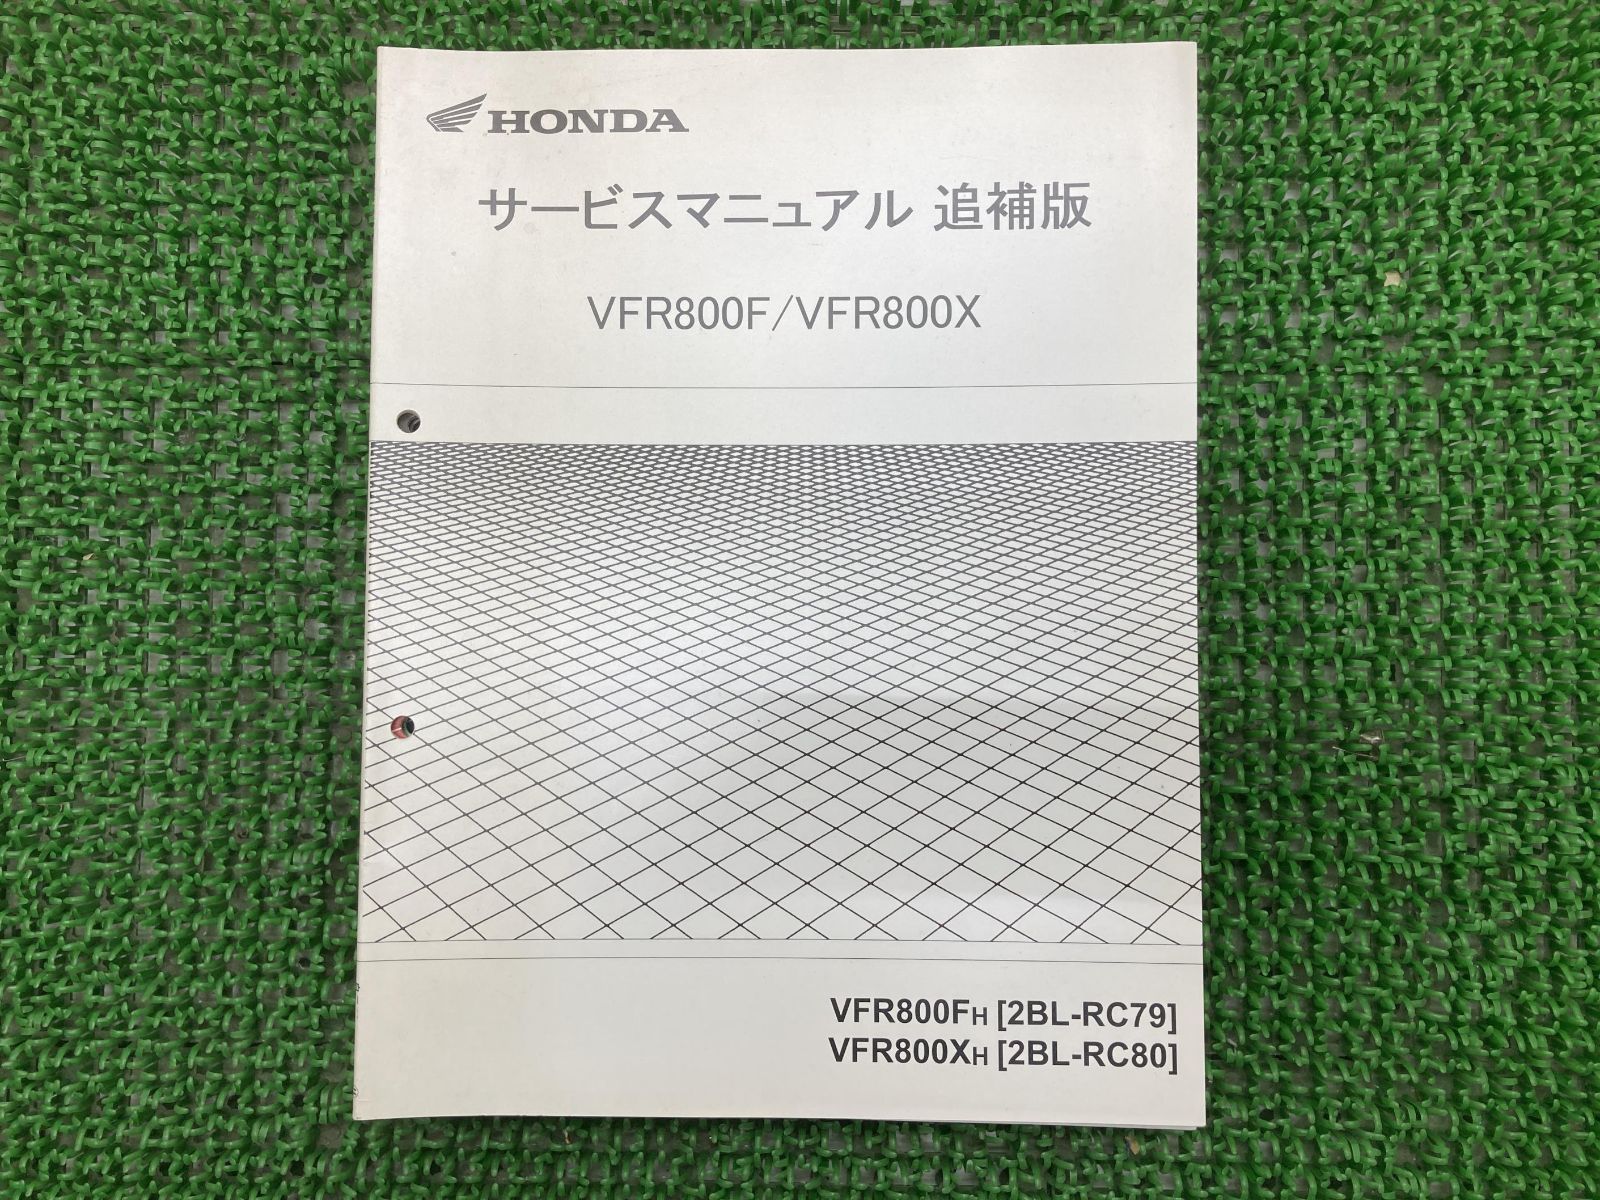 HONDA
サービスマニュアル 追補版
VFR800F/VFR800X
VFR800FH [2BL-RC79]
VFR800XH [2BL-RC80]